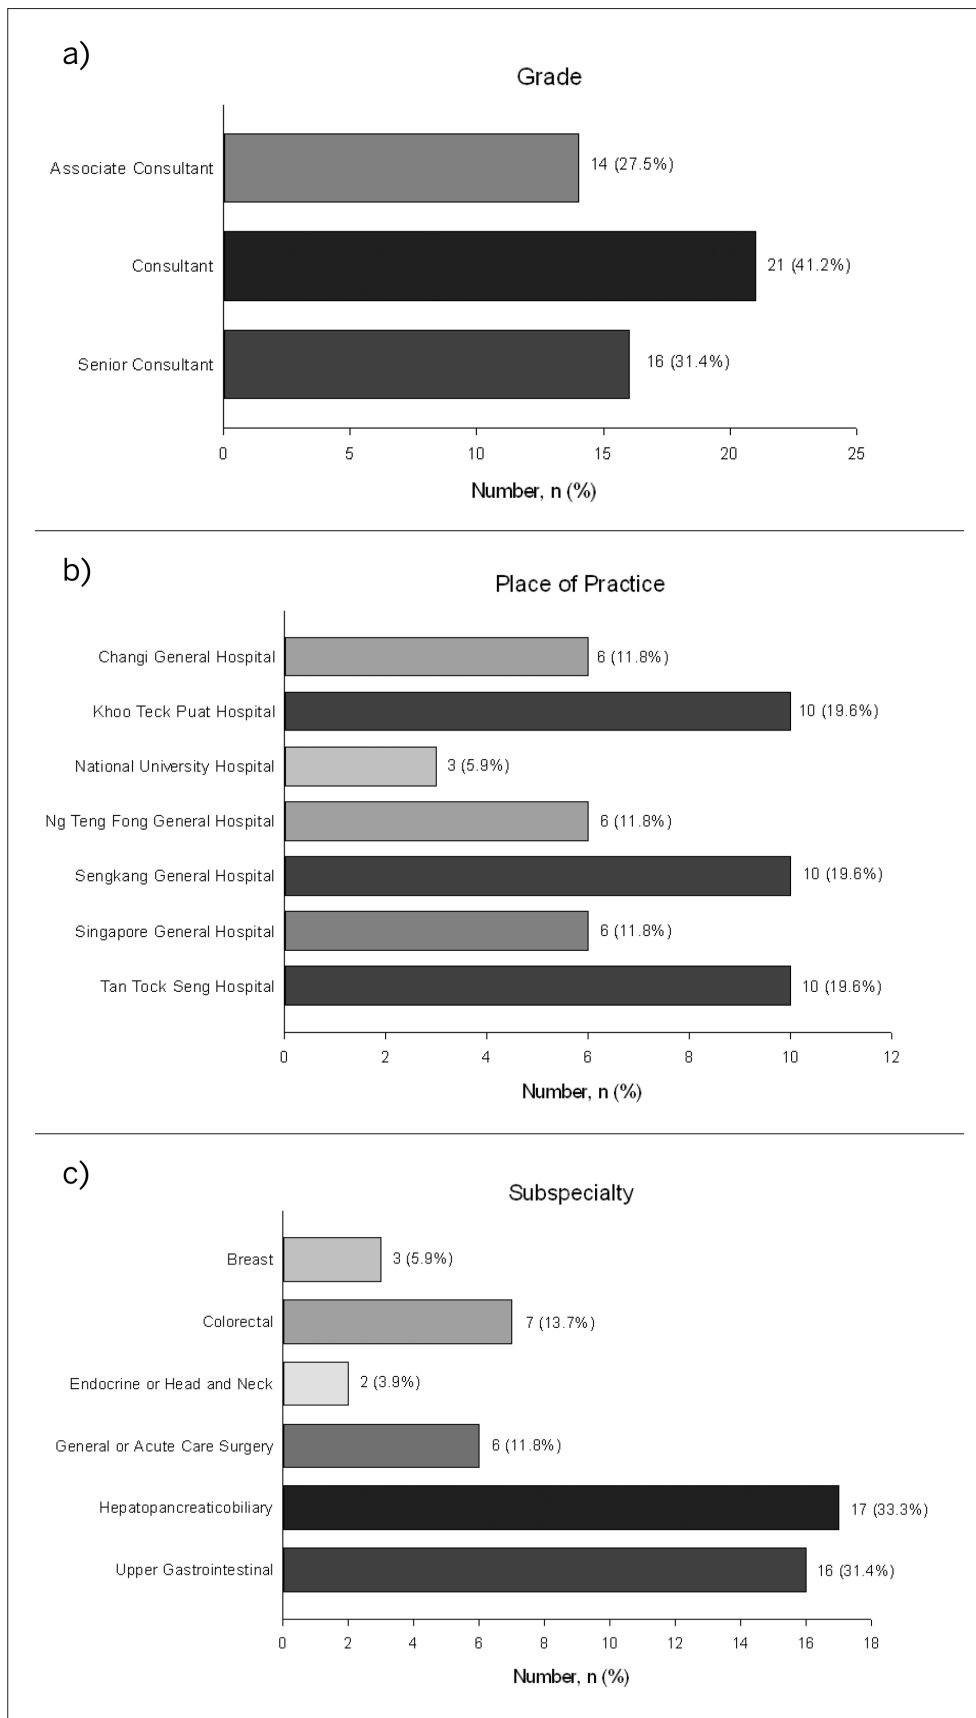 a)
Grade
Associate Consultant
14 (27.5%)
Consultant
21 (41.2%)
Senior Consultant
16 (31.4%)
0 5 10 15 20 25
Number, n (%)
b)
Place of Practice
Changi General Hospital
6 (11.8%)
Khoo Teck Puat Hospital
10 (19.6%)
National University Hospital
3 (5.9%)
Ng Teng Fong General Hospital
6 (11.8%)
Sengkang General Hospital
10 (19.6%)
Singapore General Hospital
6 (11.8%)
Tan Tock Seng Hospital
10 (19.6%)
0 2 4 6 8 10 12
Number, n (%)
c)
Subspecialty
Breast
3 (5.9%)
Colorectal
7 (13.7%)
Endocrine or Head and Neck
2 (3.9%)
General or Acute Care Surgery
6 (11.8%)
Hepatopancreaticobiliary
17 (33.3%)
Upper Gastrointestinal
16 (31.4%)
0 2 4 6 8 10 12 14 16 18
Number, n (%)